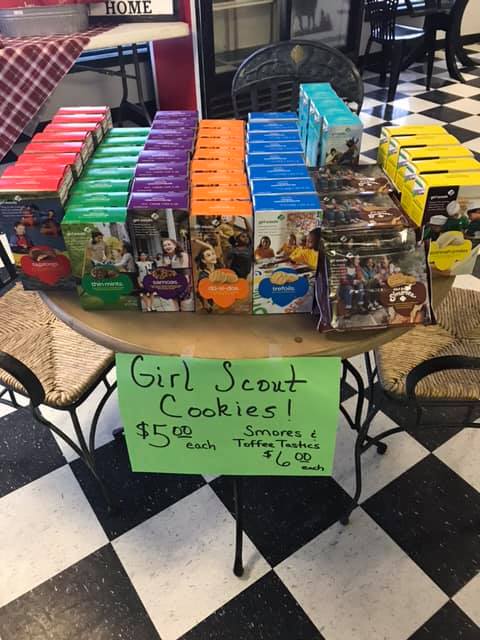 HOME
tagalongs
thin mints
samoas
do-si-dos
trefoils
Girl Scout
Cookies!
$5.00 each
Smores &
Toffee Tastics
$6.00 each